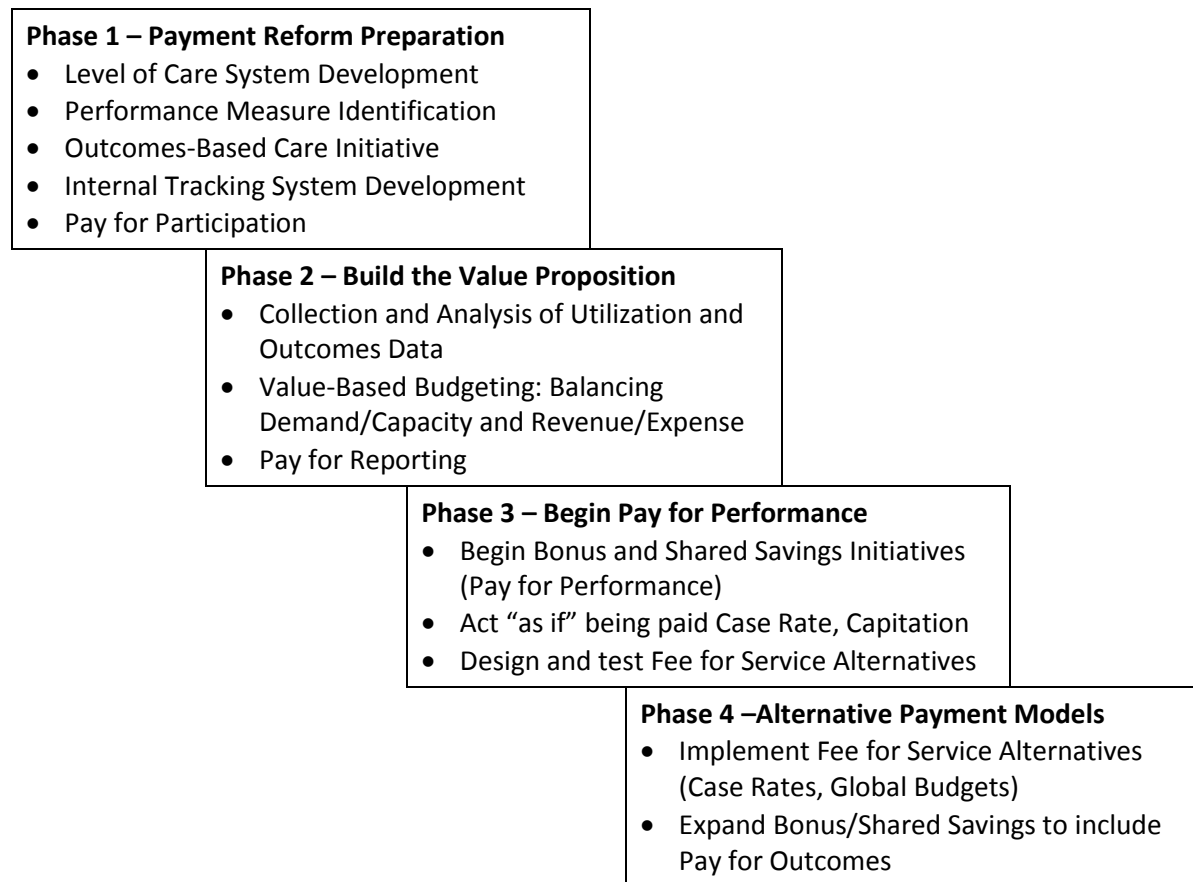 Phase 1 – Payment Reform Preparation
• Level of Care System Development
• Performance Measure Identification
• Outcomes-Based Care Initiative
• Internal Tracking System Development
• Pay for Participation
Phase 2 – Build the Value Proposition
• Collection and Analysis of Utilization and
Outcomes Data
• Value-Based Budgeting: Balancing
Demand/Capacity and Revenue/Expense
• Pay for Reporting
Phase 3 – Begin Pay for Performance
• Begin Bonus and Shared Savings Initiatives
(Pay for Performance)
• Act “as if” being paid Case Rate, Capitation
• Design and test Fee for Service Alternatives
Phase 4 –Alternative Payment Models
• Implement Fee for Service Alternatives
(Case Rates, Global Budgets)
• Expand Bonus/Shared Savings to include
Pay for Outcomes